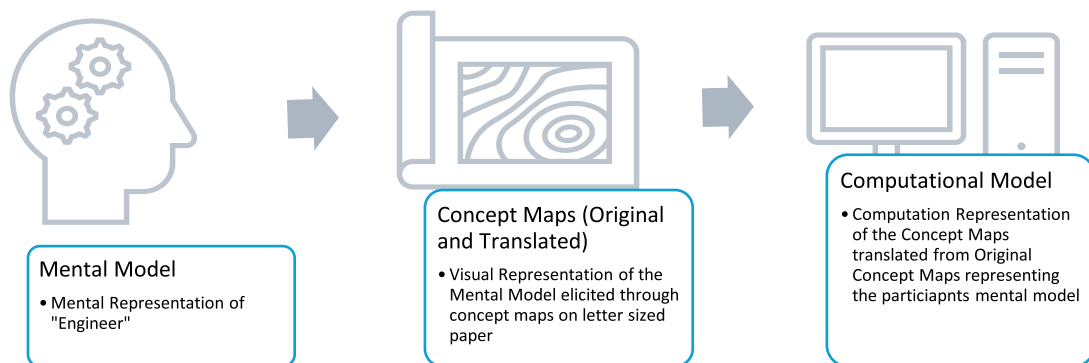 Mental Model
• Mental Representation of
"Engineer"
Concept Maps (Original
and Translated)
• Visual Representation of the
Mental Model elicited through
concept maps on letter sized
paper
Computational Model
• Computation Representation
of the Concept Maps
translated from Original
Concept Maps representing
the particiapnts mental model